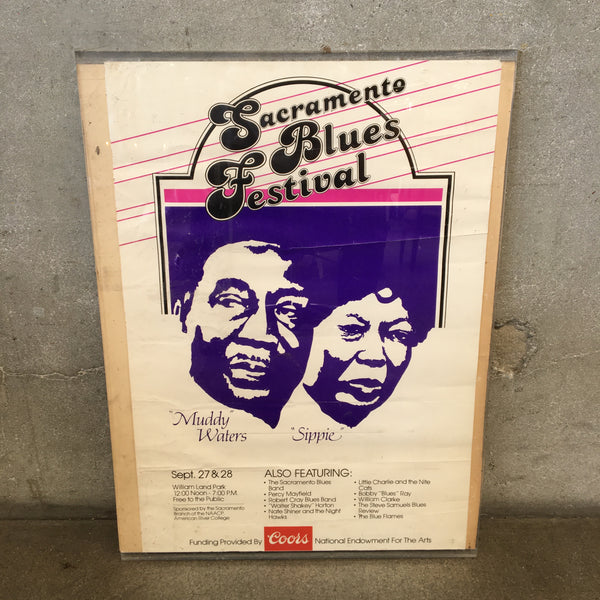 Sacramento
Blues
Festival
"Muddy"
Waters
"Sippie"
Sept. 27 & 28
William Land Park
12:00 Noon - 7:00 P.M.
Free to the Public
Sponsored by the Sacramento
Branch of the NAACP,
American River College
ALSO FEATURING:
• The Sacramento Blues
Band
• Percy Mayfield
• Robert Cray Blues Band
• "Walter Shakey" Horton
• Nate Shiner and the Night
Hawks
• Little Charlie and the Nite
Cats
• Bobby "Blues" Ray
• William Clarke
• The Steve Samuels Blues
Review
• The Blue Flames
Funding Provided By Coors National Endowment For The Arts